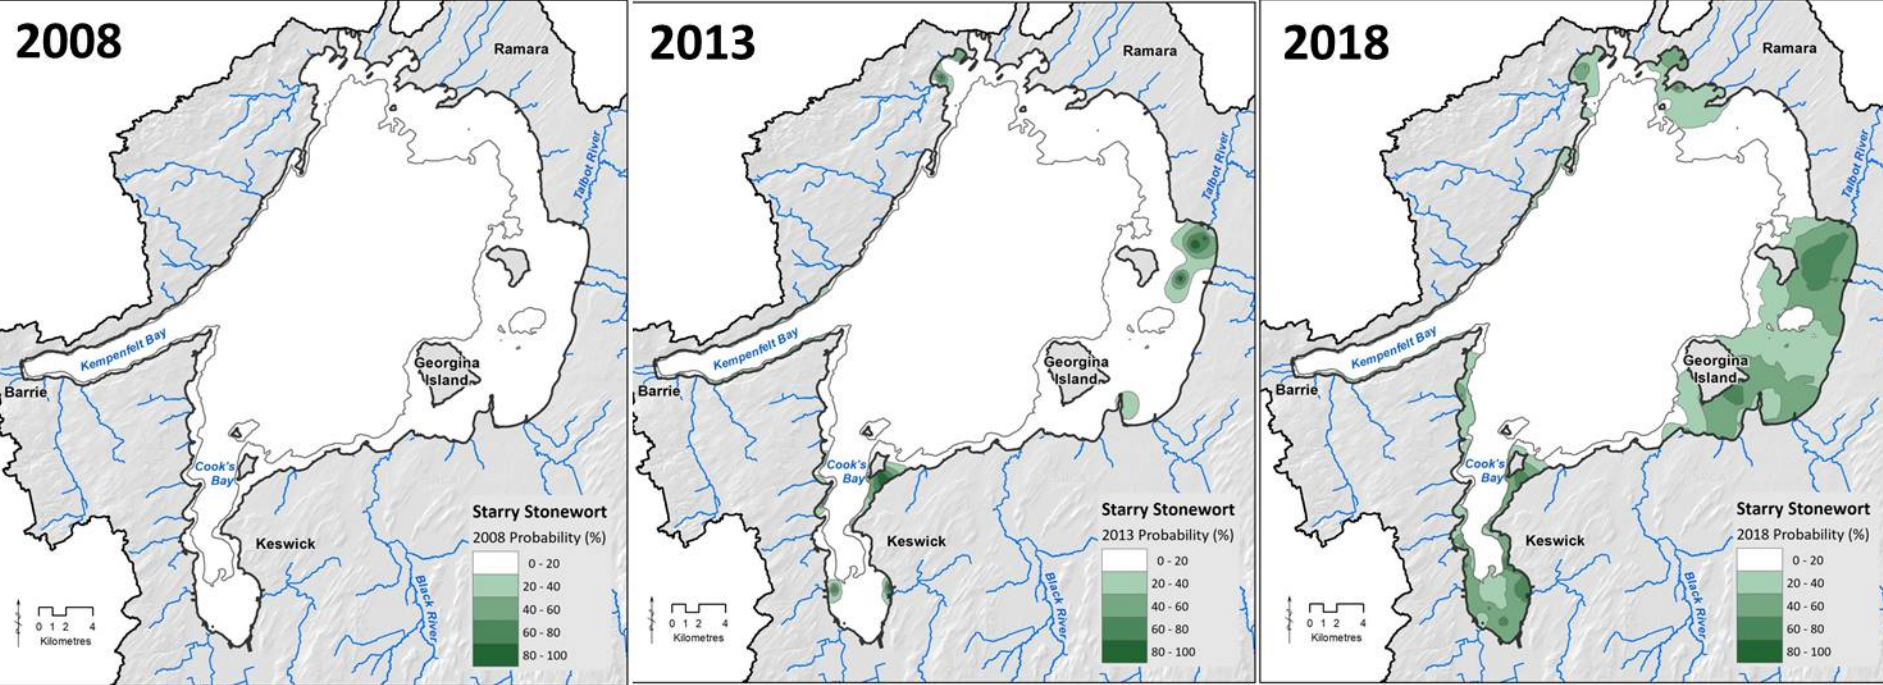 2008
Ramara
Talbot River
Kempenfelt Bay
Barrie
Georgina
Island
Cook's
Bay
Keswick
Black River
0 1 2 4
Kilometres
Starry Stonewort
2008 Probability (%)
0 - 20
20 - 40
40 - 60
60 - 80
80 - 100
2013
Ramara
Talbot River
Kempenfelt Bay
Barrie
Georgina
Island
Cook's
Bay
Keswick
Black River
0 1 2 4
Kilometres
Starry Stonewort
2013 Probability (%)
0 - 20
20 - 40
40 - 60
60 - 80
80 - 100
2018
Ramara
Talbot River
Kempenfelt Bay
Barrie
Georgina
Island
Cook's
Bay
Keswick
Black River
0 1 2 4
Kilometres
Starry Stonewort
2018 Probability (%)
0 - 20
20 - 40
40 - 60
60 - 80
80 - 100